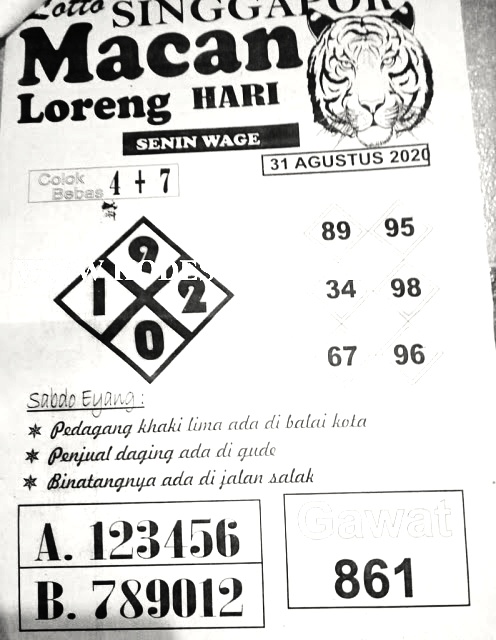 Lotto SINGGAPOR
Macan
Loreng HARI
SENIN WAGE
31 AGUSTUS 2020
Colok
Bebas 4 + 7
9
1 2
0
89 95
34 98
67 96
Sabdo Eyang :
✳ Pedagang khaki lima ada di balai kota
✳ Penjual daging ada di gude
✳ Binatangnya ada di jalan salak
A. 123456
B. 789012
Gawat
861